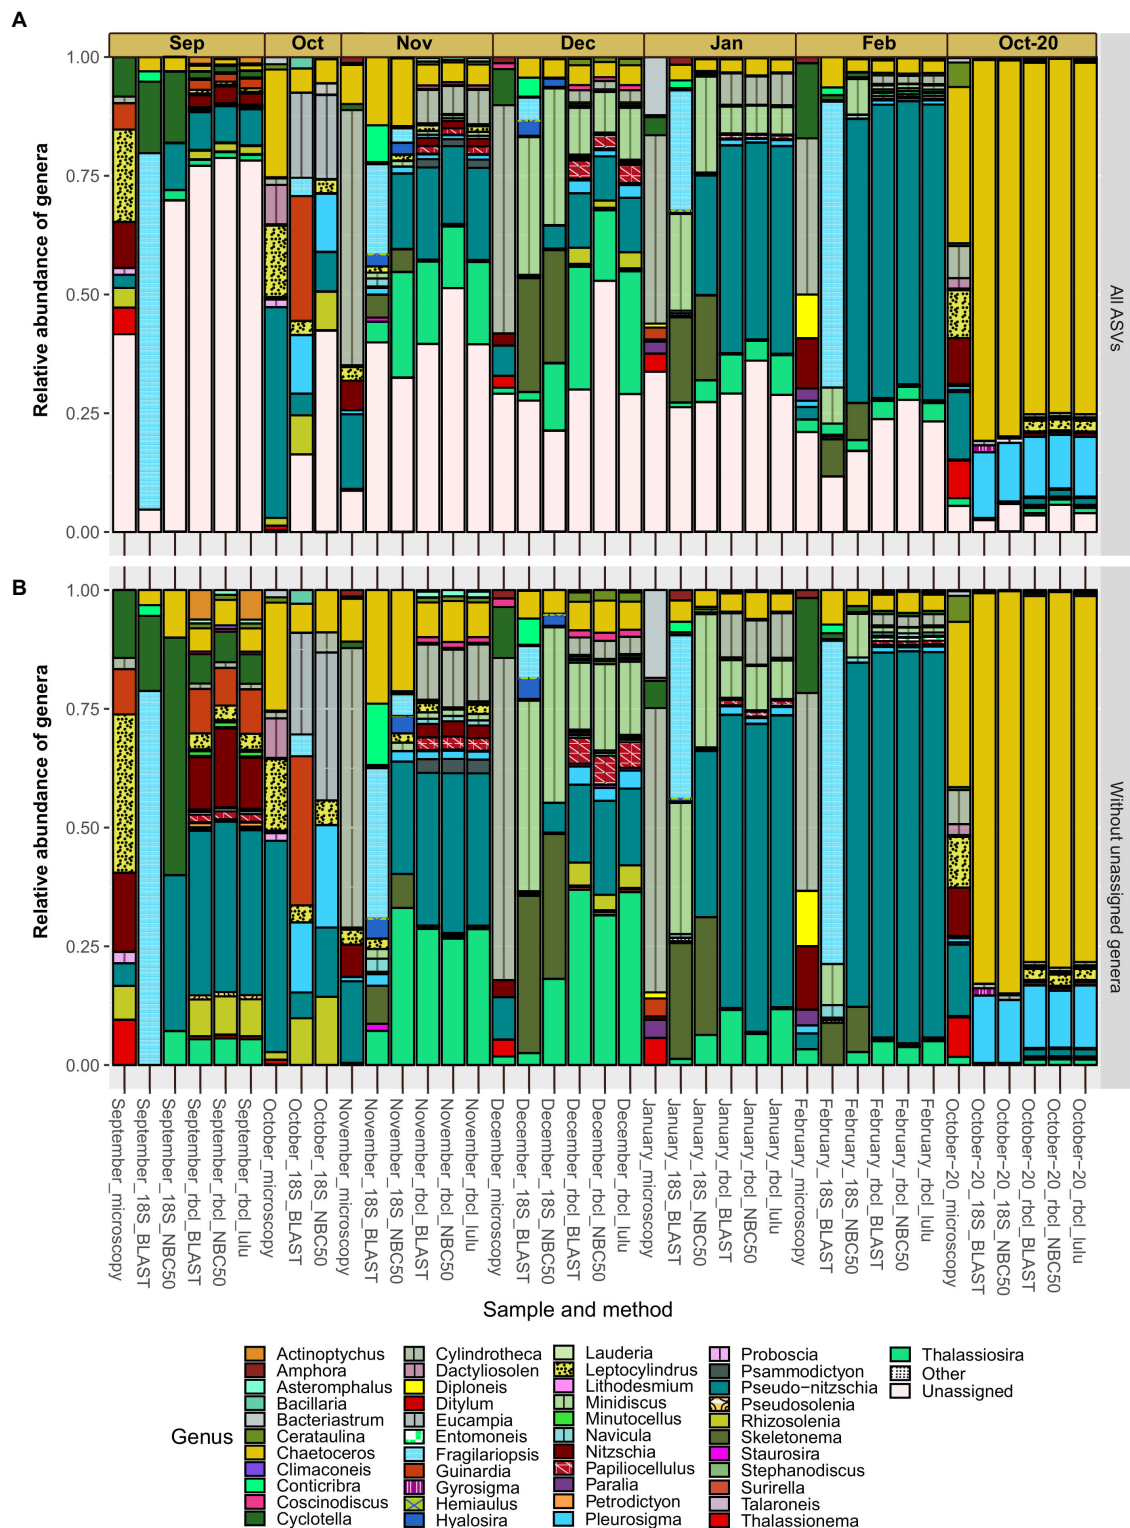 A
Sep Oct Nov Dec Jan Feb Oct-20
1.00
0.75
0.50
0.25
0.00
Relative abundance of genera
All ASVs
B
1.00
0.75
0.50
0.25
0.00
Relative abundance of genera
Without unassigned genera
September_microscopy
September_18S_BLAST
September_18S_NBC50
September_rbcl_BLAST
September_rbcl_NBC50
September_rbcl_lulu
October_microscopy
October_18S_BLAST
October_18S_NBC50
November_microscopy
November_18S_BLAST
November_18S_NBC50
November_rbcl_BLAST
November_rbcl_NBC50
November_rbcl_lulu
December_microscopy
December_18S_BLAST
December_18S_NBC50
December_rbcl_BLAST
December_rbcl_NBC50
December_rbcl_lulu
January_microscopy
January_18S_BLAST
January_18S_NBC50
January_rbcl_BLAST
January_rbcl_NBC50
January_rbcl_lulu
February_microscopy
February_18S_BLAST
February_18S_NBC50
February_rbcl_BLAST
February_rbcl_NBC50
February_rbcl_lulu
October−20_microscopy
October−20_18S_BLAST
October−20_18S_NBC50
October−20_rbcl_BLAST
October−20_rbcl_NBC50
October−20_rbcl_lulu
Sample and method
Genus
Actinoptychus
Amphora
Asteromphalus
Bacillaria
Bacteriastrum
Cerataulina
Chaetoceros
Climaconeis
Conticribra
Coscinodiscus
Cyclotella
Cylindrotheca
Dactyliosolen
Diploneis
Ditylum
Eucampia
Entomoneis
Fragilariopsis
Guinardia
Gyrosigma
Hemiaulus
Hyalosira
Lauderia
Leptocylindrus
Lithodesmium
Minidiscus
Minutocellus
Navicula
Nitzschia
Papiliocellulus
Paralia
Petrodictyon
Pleurosigma
Proboscia
Psammodictyon
Pseudo−nitzschia
Pseudosolenia
Rhizosolenia
Skeletonema
Staurosira
Stephanodiscus
Surirella
Talaroneis
Thalassionema
Thalassiosira
Other
Unassigned